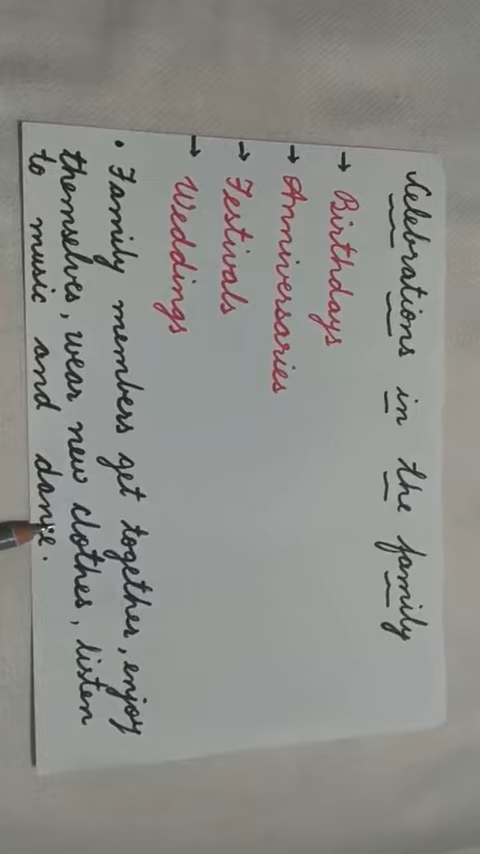 Celebrations in the family
→ Birthdays
→ Anniversaries
→ Festivals
→ Weddings
• Family members get together, enjoy
themselves, wear new clothes, listen
to music and dance.